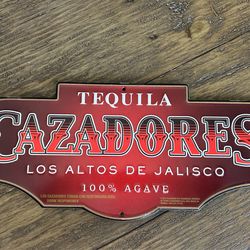 TEQUILA
CAZADORES
LOS ALTOS DE JALISCO
100% AGAVE